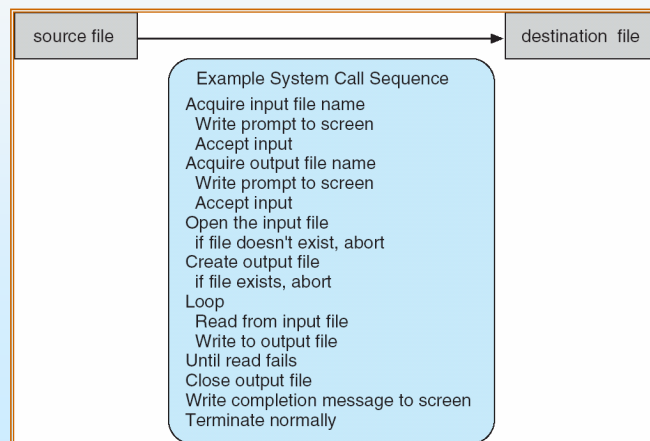 source file
destination file
Example System Call Sequence
Acquire input file name
Write prompt to screen
Accept input
Acquire output file name
Write prompt to screen
Accept input
Open the input file
if file doesn't exist, abort
Create output file
if file exists, abort
Loop
Read from input file
Write to output file
Until read fails
Close output file
Write completion message to screen
Terminate normally